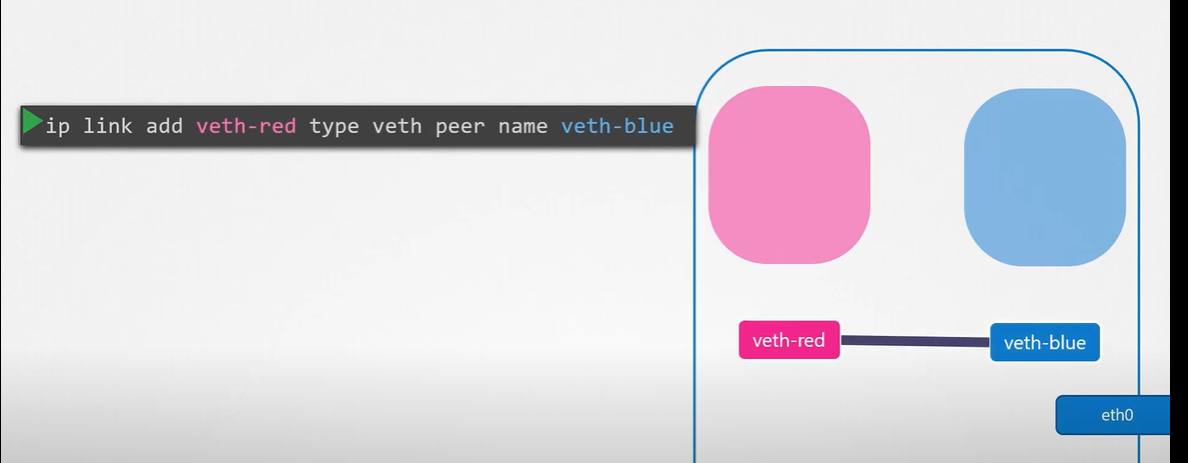 ip link add veth-red type veth peer name veth-blue
veth-red
veth-blue
eth0